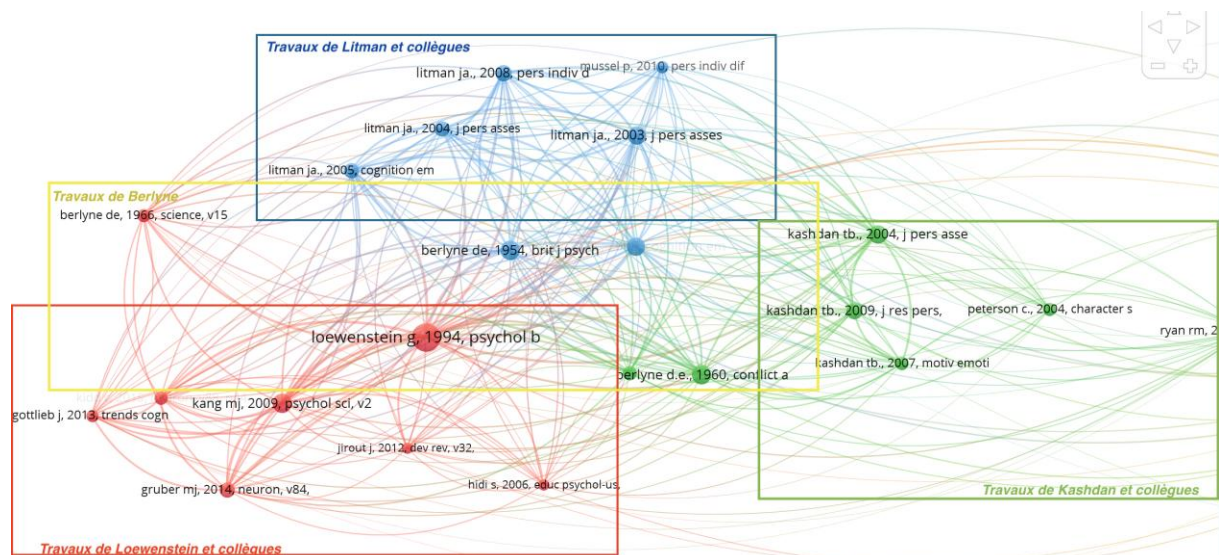 Travaux de Litman et collègues
litman ja., 2008, pers indiv d
mussel p, 2010, pers indiv dif
litman ja., 2004, j pers asses
litman ja., 2003, j pers asses
litman ja., 2005, cognition em
Travaux de Berlyne
berlyne de, 1966, science, v15
berlyne de, 1954, brit j psych
kashdan tb., 2004, j pers asse
kashdan tb., 2009, j res pers,
peterson c., 2004, character s
ryan rm, 2
loewenstein g, 1994, psychol b
kashdan tb., 2007, motiv emoti
berlyne d.e., 1960, conflict a
kang mj, 2009, psychol sci, v2
gottlieb j, 2013, trends cogn
jirout j, 2012, dev rev, v32,
hidi s, 2006, educ psychol-us,
gruber mj, 2014, neuron, v84,
Travaux de Kashdan et collègues
Travaux de Loewenstein et collègues